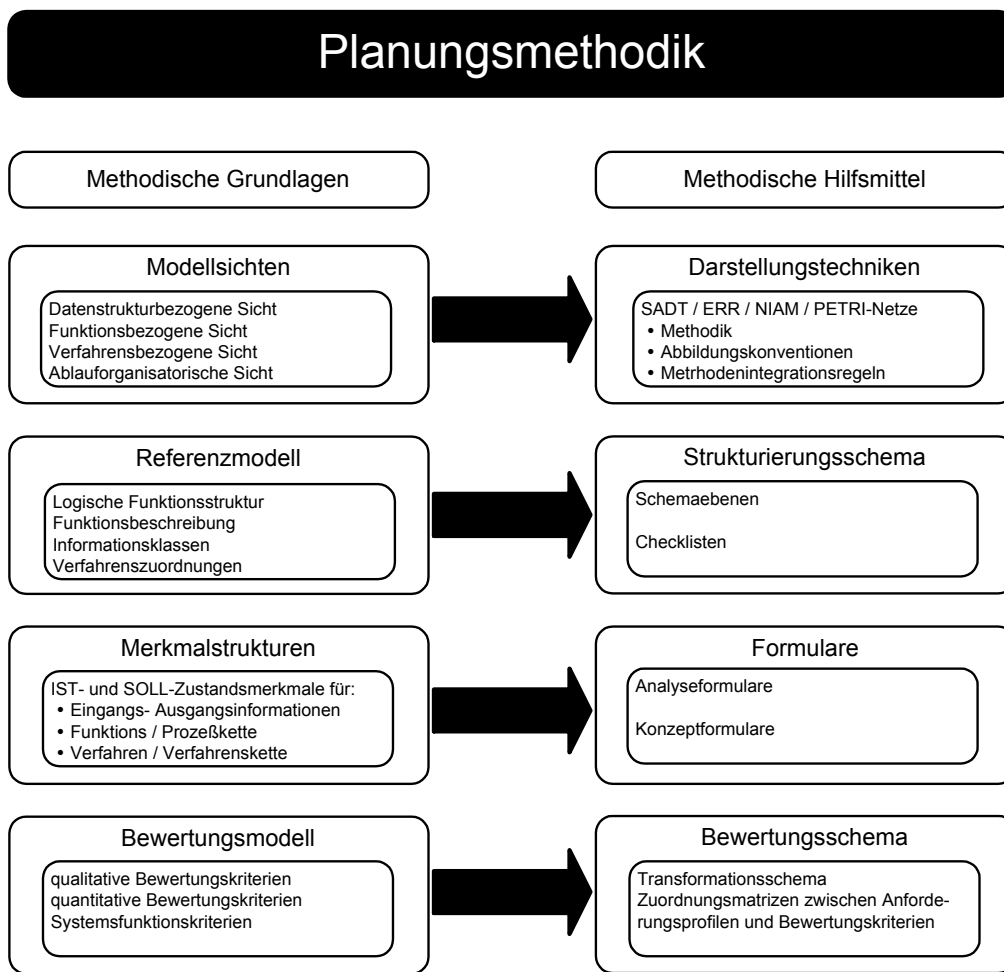 Planungsmethodik
Methodische Grundlagen
Methodische Hilfsmittel
Modellsichten
Datenstrukturbezogene Sicht
Funktionsbezogene Sicht
Verfahrensbezogene Sicht
Ablauforganisatorische Sicht
Darstellungstechniken
SADT / ERR / NIAM / PETRI-Netze
• Methodik
• Abbildungskonventionen
• Metrhodenintegrationsregeln
Referenzmodell
Logische Funktionsstruktur
Funktionsbeschreibung
Informationsklassen
Verfahrenszuordnungen
Strukturierungsschema
Schemaebenen
Checklisten
Merkmalstrukturen
IST- und SOLL-Zustandsmerkmale für:
• Eingangs- Ausgangsinformationen
• Funktions / Prozeßkette
• Verfahren / Verfahrenskette
Formulare
Analyseformulare
Konzeptformulare
Bewertungsmodell
qualitative Bewertungskriterien
quantitative Bewertungskriterien
Systemsfunktionskriterien
Bewertungsschema
Transformationsschema
Zuordnungsmatrizen zwischen Anforde-
rungsprofilen und Bewertungskriterien